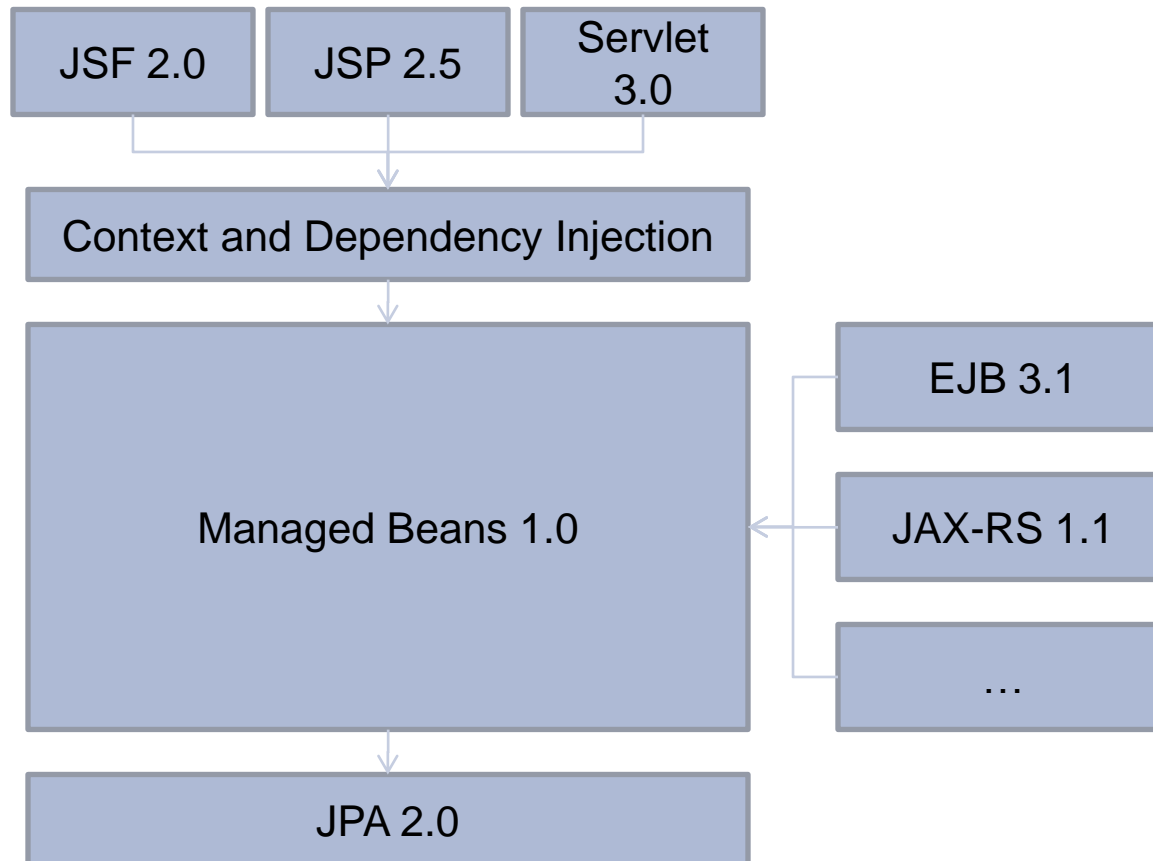 JSF 2.0
JSP 2.5
Servlet
3.0
Context and Dependency Injection
Managed Beans 1.0
EJB 3.1
JAX-RS 1.1
…
JPA 2.0